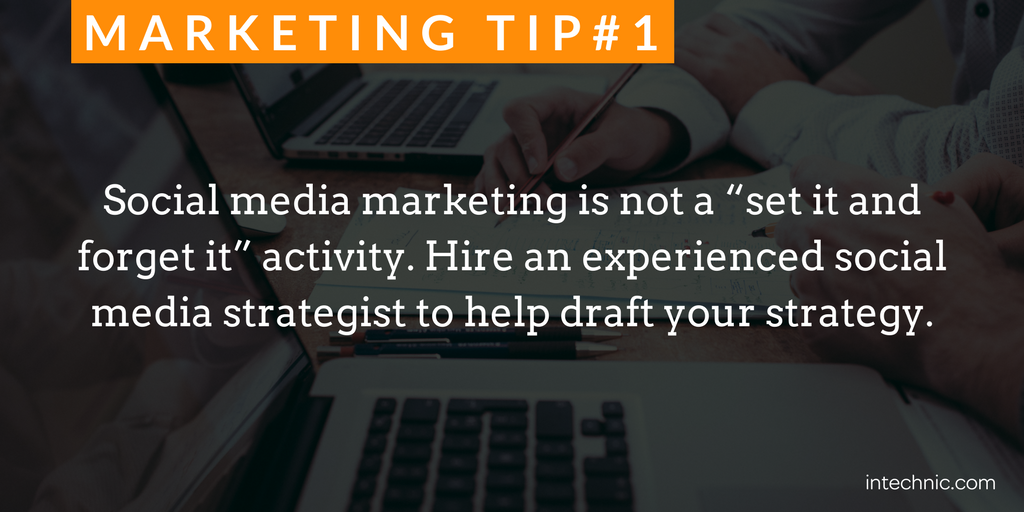 MARKETING TIP#1
Social media marketing is not a “set it and
forget it” activity. Hire an experienced social
media strategist to help draft your strategy.
intechnic.com